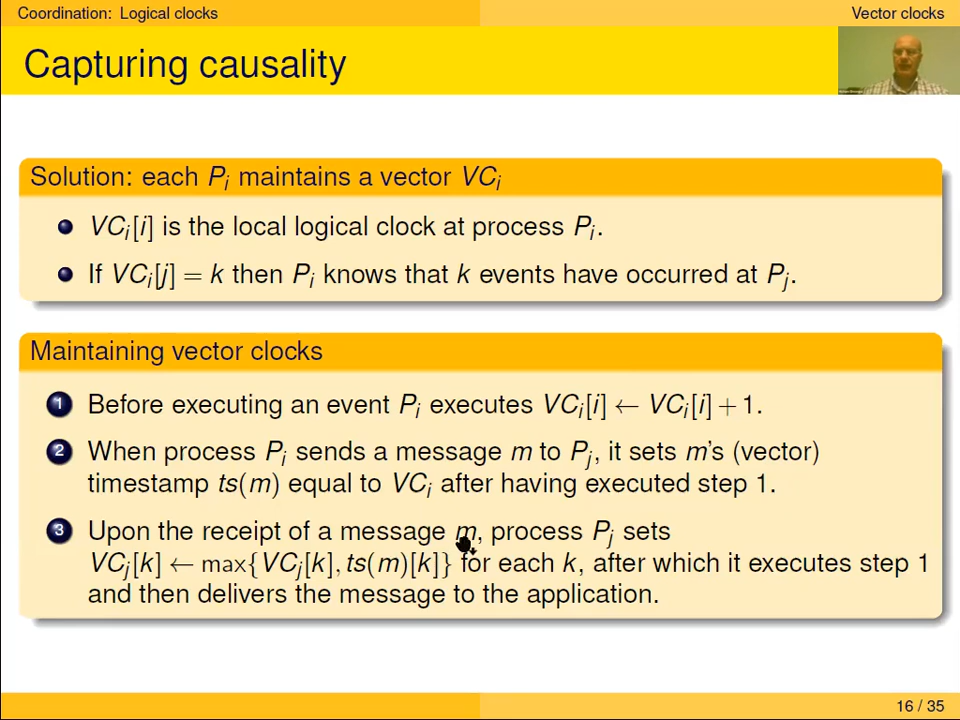 Coordination: Logical clocks Vector clocks
Capturing causality
Solution: each Pᵢ maintains a vector VCᵢ
VCᵢ[i] is the local logical clock at process Pᵢ.
If VCᵢ[j] = k then Pᵢ knows that k events have occurred at Pⱼ.
Maintaining vector clocks
1 Before executing an event Pᵢ executes VCᵢ[i] ← VCᵢ[i] + 1.
2 When process Pᵢ sends a message m to Pⱼ, it sets m's (vector)
timestamp ts(m) equal to VCᵢ after having executed step 1.
3 Upon the receipt of a message m, process Pⱼ sets
VCⱼ[k] ← max{VCⱼ[k], ts(m)[k]} for each k, after which it executes step 1
and then delivers the message to the application.
16 / 35